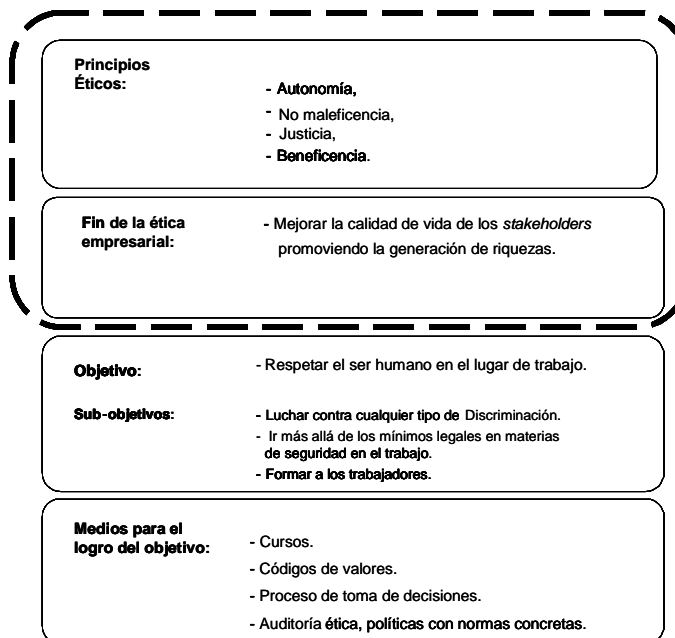 Principios
Éticos:
- Autonomía,
- No maleficencia,
- Justicia,
- Beneficencia.
Fin de la ética
empresarial:
- Mejorar la calidad de vida de los stakeholders
promoviendo la generación de riquezas.
Objetivo:
- Respetar el ser humano en el lugar de trabajo.
Sub-objetivos:
- Luchar contra cualquier tipo de Discriminación.
- Ir más allá de los mínimos legales en materias
de seguridad en el trabajo.
- Formar a los trabajadores.
Medios para el
logro del objetivo:
- Cursos.
- Códigos de valores.
- Proceso de toma de decisiones.
- Auditoría ética, políticas con normas concretas.